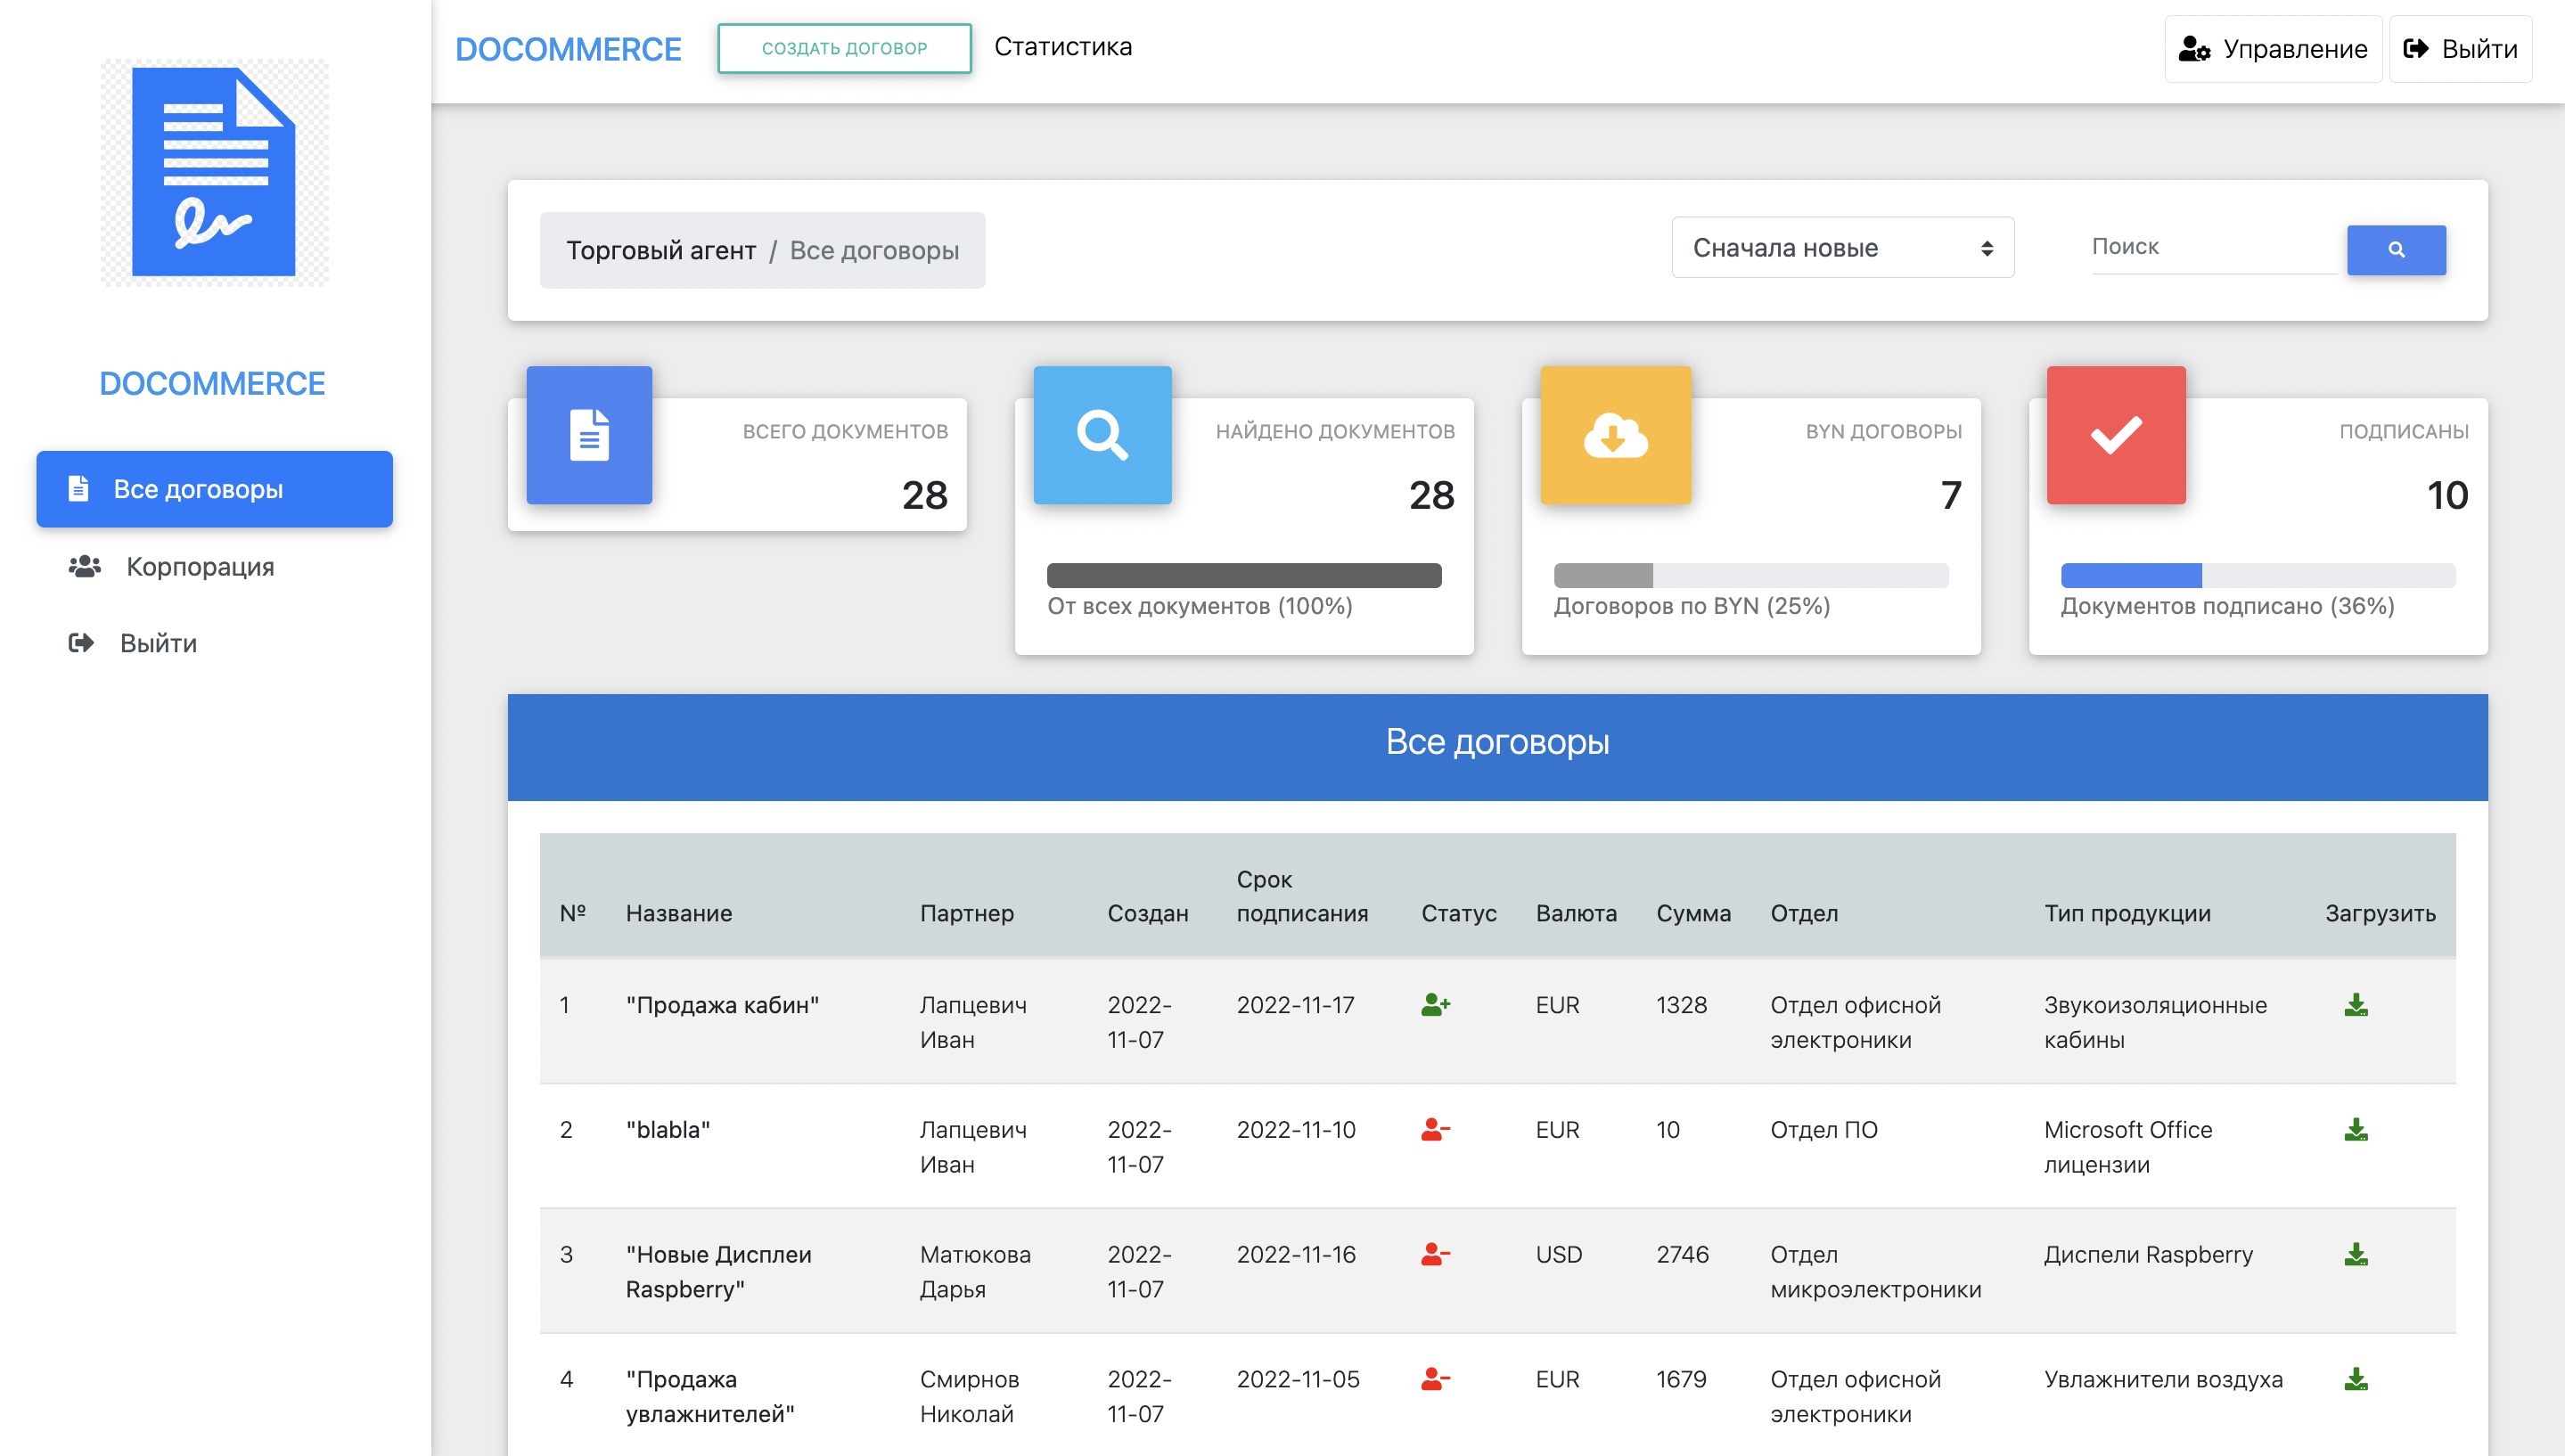 DOCOMMERCE
Все договоры
Корпорация
Выйти
DOCOMMERCE
СОЗДАТЬ ДОГОВОР
Статистика
Управление
Выйти
Торговый агент / Все договоры
Сначала новые
Поиск
ВСЕГО ДОКУМЕНТОВ
28
НАЙДЕНО ДОКУМЕНТОВ
28
От всех документов (100%)
BYN ДОГОВОРЫ
7
Договоров по BYN (25%)
ПОДПИСАНЫ
10
Документов подписано (36%)
Все договоры
№ Название Партнер Создан Срок подписания Статус Валюта Сумма Отдел Тип продукции Загрузить
1 "Продажа кабин" Лапцевич 2022- 2022-11-17 EUR 1328 Отдел офисной Звукоизоляционные
Иван 11-07 электроники кабины
2 "blabla" Лапцевич 2022- 2022-11-10 EUR 10 Отдел ПО Microsoft Office
Иван 11-07 лицензии
3 "Новые Дисплеи Матюкова 2022- 2022-11-16 USD 2746 Отдел Диспели Raspberry
Raspberry" Дарья 11-07 микроэлектроники
4 "Продажа Смирнов 2022- 2022-11-05 EUR 1679 Отдел офисной Увлажнители воздуха
увлажнителей" Николай 11-07 электроники